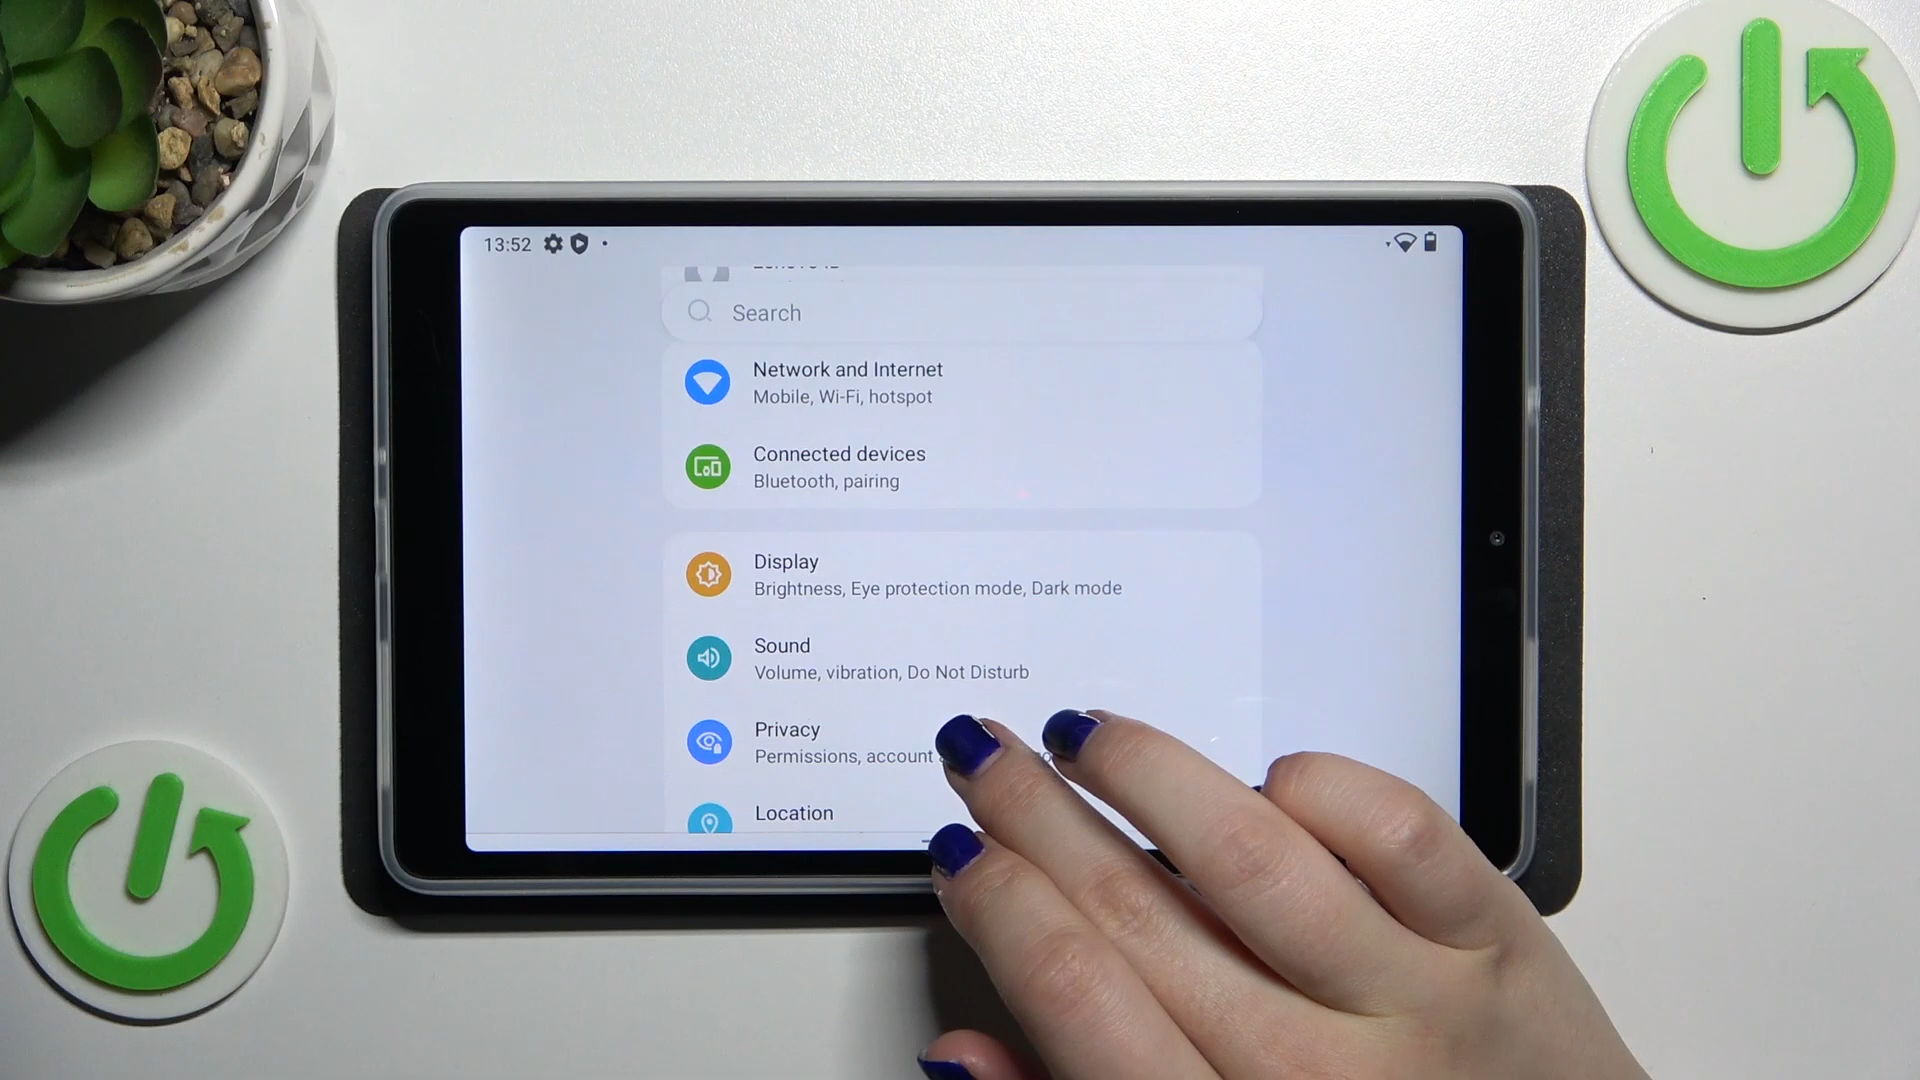 13:52
Search
Network and Internet
Mobile, Wi-Fi, hotspot
Connected devices
Bluetooth, pairing
Display
Brightness, Eye protection mode, Dark mode
Sound
Volume, vibration, Do Not Disturb
Privacy
Permissions, account
Location